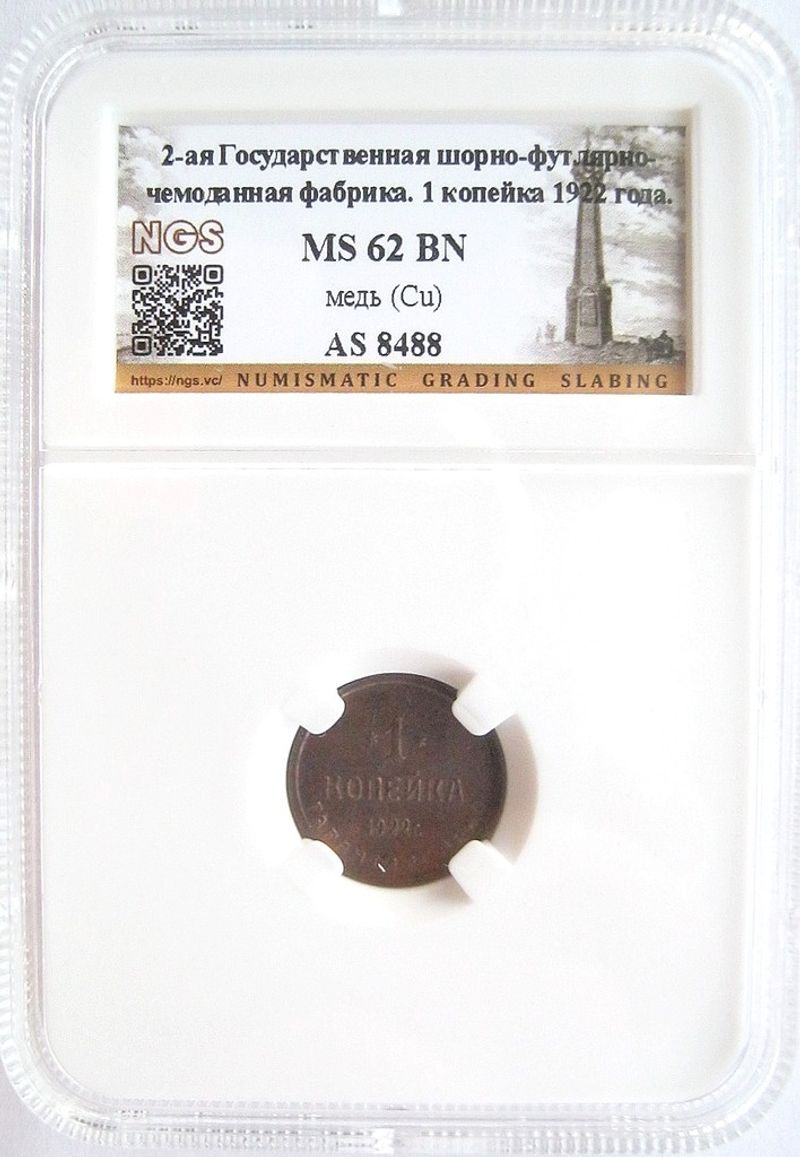 2-ая Государственная шорно-футлярно-
чемоданная фабрика. 1 копейка 1922 года.
NGS
MS 62 BN
медь (Cu)
AS 8488
https://ngs.vc/ NUMISMATIC GRADING SLABING
1
КОПЕЙКА
1922 г.